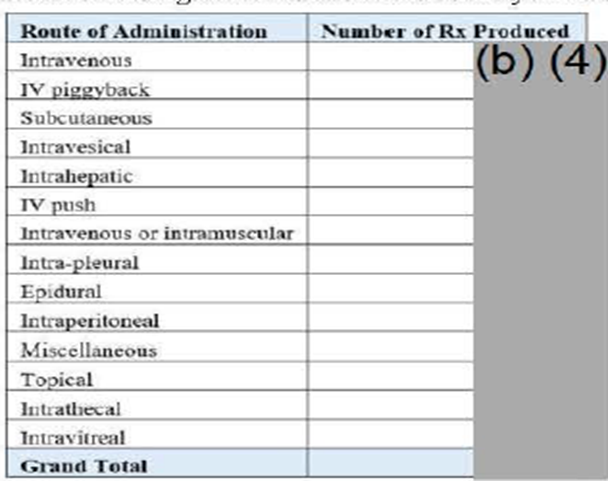 Route of Administration Number of Rx Produced
(b) (4)
Intravenous
IV piggyback
Subcutaneous
Intravesical
Intrahepatic
IV push
Intravenous or intramuscular
Intra-pleural
Epidural
Intraperitoneal
Miscellaneous
Topical
Intrathecal
Intravitreal
Grand Total